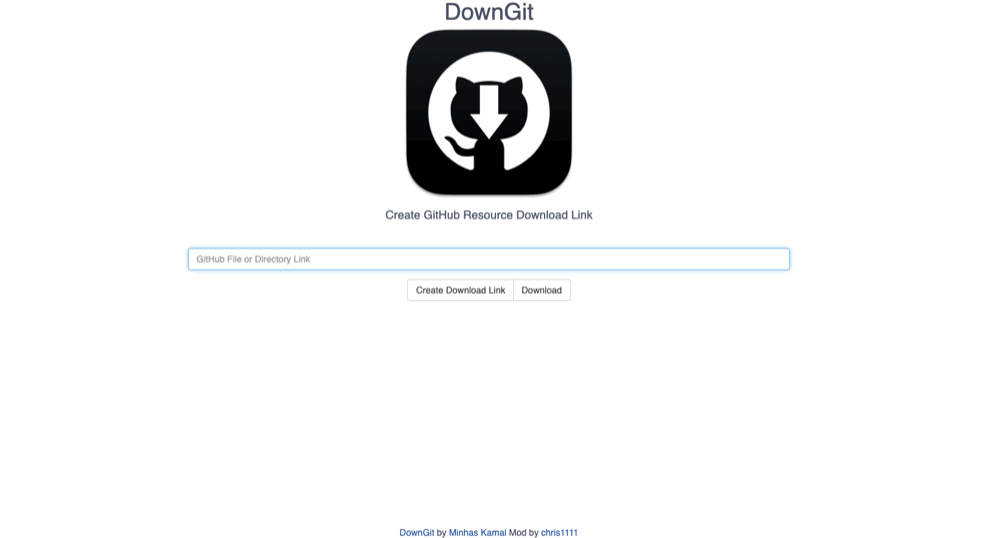 DownGit
Create GitHub Resource Download Link
GitHub File or Directory Link
Create Download Link Download
DownGit by Minhas Kamal Mod by chris1111